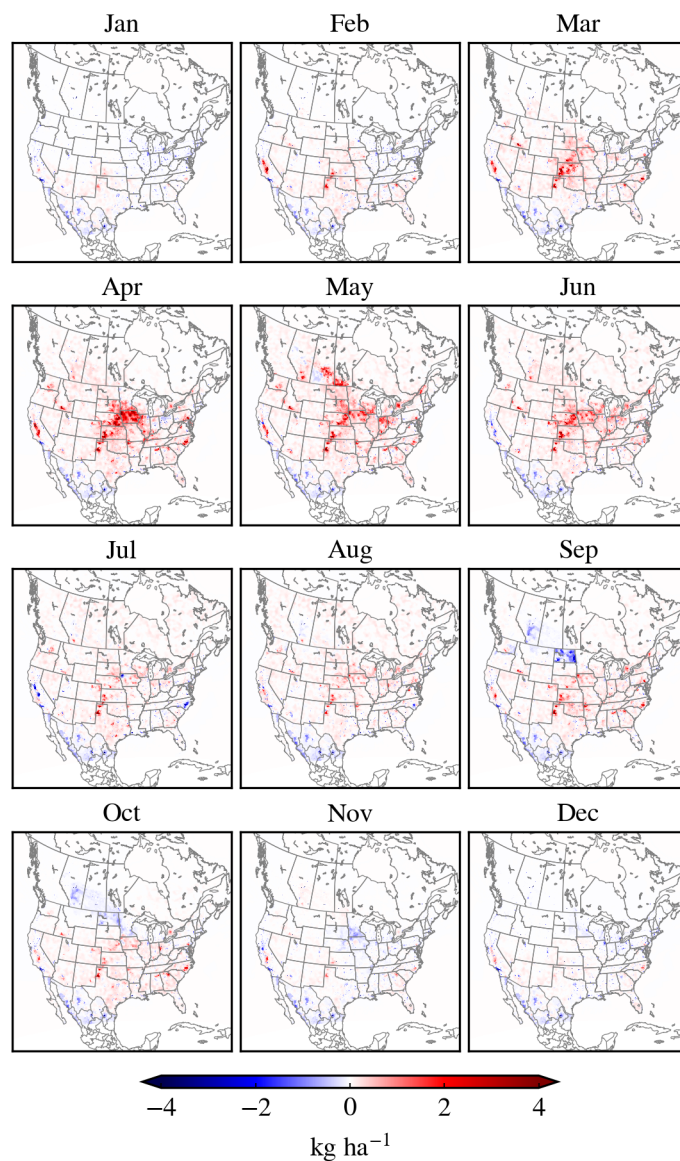 Jan Feb Mar
Apr May Jun
Jul Aug Sep
Oct Nov Dec
−4 −2 0 2 4
kg ha⁻¹